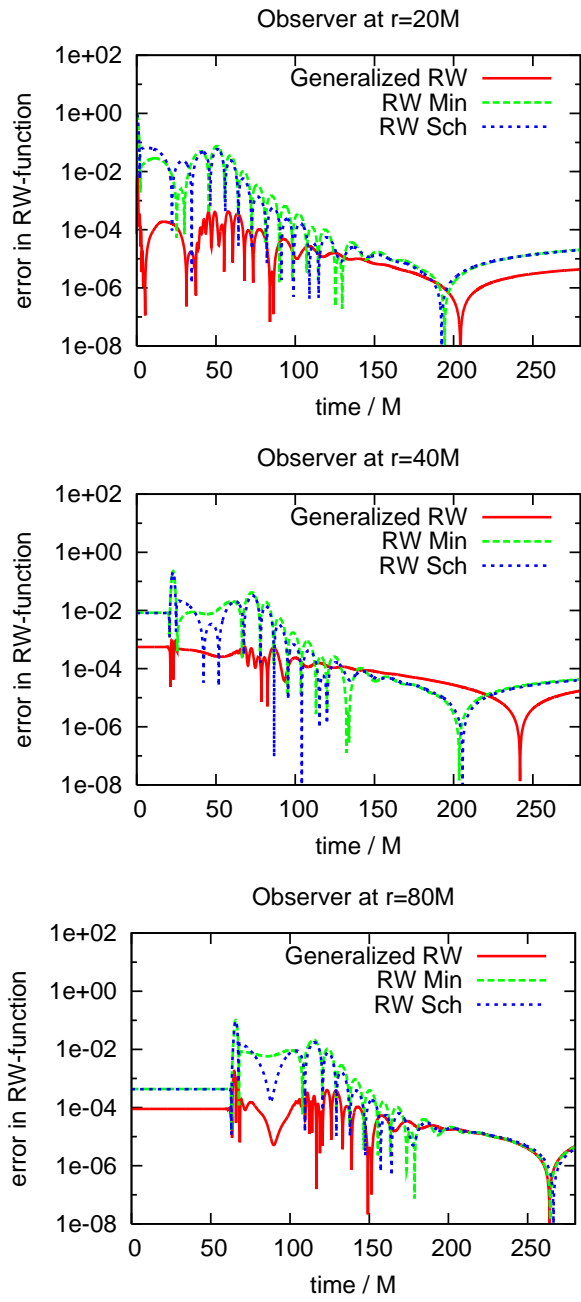 Observer at r=20M
Generalized RW
RW Min
RW Sch
1e+02
1e+00
1e-02
1e-04
1e-06
1e-08
error in RW-function
0 50 100 150 200 250
time / M
Observer at r=40M
Generalized RW
RW Min
RW Sch
1e+02
1e+00
1e-02
1e-04
1e-06
1e-08
error in RW-function
0 50 100 150 200 250
time / M
Observer at r=80M
Generalized RW
RW Min
RW Sch
1e+02
1e+00
1e-02
1e-04
1e-06
1e-08
error in RW-function
0 50 100 150 200 250
time / M